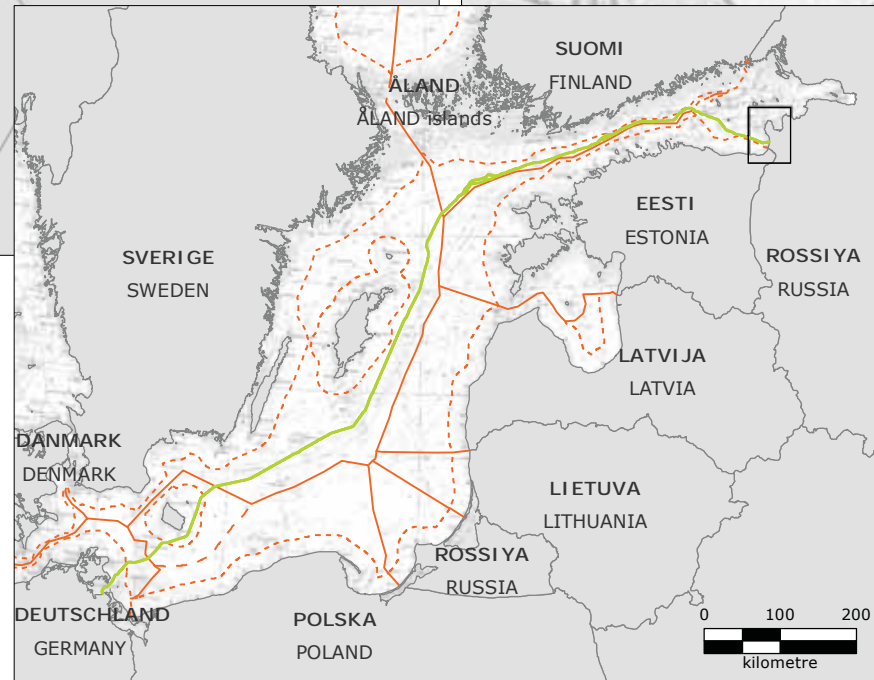 SUOMI
FINLAND
ÅLAND
ÅLAND islands
EESTI
ESTONIA
SVERIGE
SWEDEN
ROSSIYA
RUSSIA
LATVIJA
LATVIA
DANMARK
DENMARK
LIETUVA
LITHUANIA
ROSSIYA
RUSSIA
DEUTSCHLAND
GERMANY
POLSKA
POLAND
0 100 200
kilometre